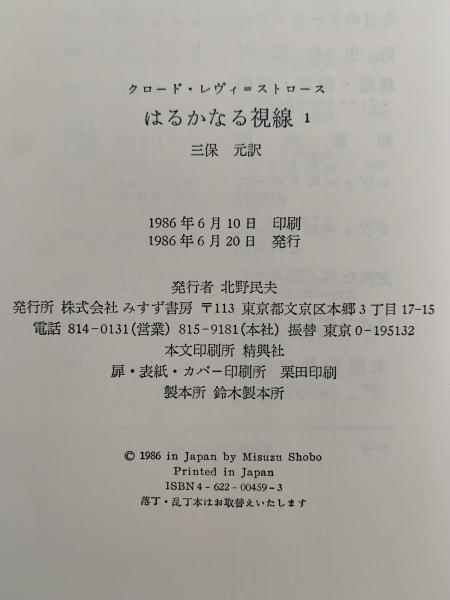 クロード・レヴィ＝ストロース
はるかなる視線 1
三保 元訳
1986年6月10日 印刷
1986年6月20日 発行
発行者 北野民夫
発行所 株式会社 みすず書房 〒113 東京都文京区本郷3丁目17-15
電話 814-0131(営業) 815-9181(本社) 振替 東京0-195132
本文印刷所 精興社
扉・表紙・カバー印刷所 栗田印刷
製本所 鈴木製本所
© 1986 in Japan by Misuzu Shobo
Printed in Japan
ISBN4-622-00459-3
落丁・乱丁本はお取替えいたします